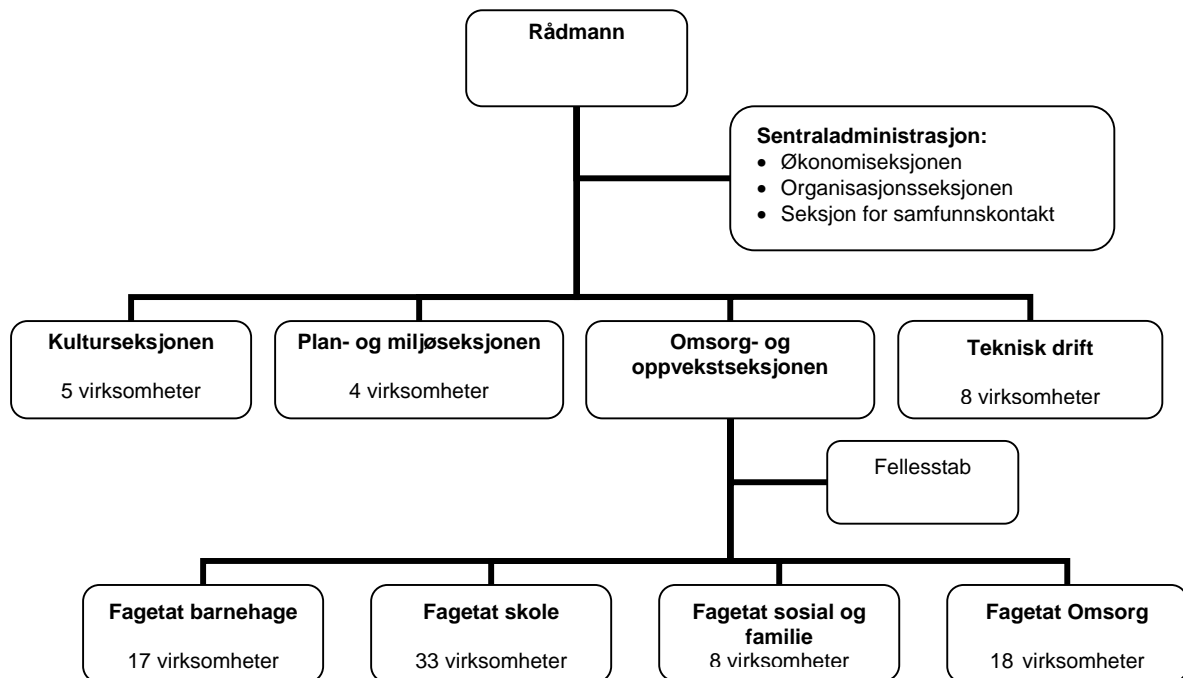 Rådmann
Sentraladministrasjon:
• Økonomiseksjonen
• Organisasjonsseksjonen
• Seksjon for samfunnskontakt
Kulturseksjonen
5 virksomheter
Plan- og miljøseksjonen
4 virksomheter
Omsorg- og
oppvekstseksjonen
Teknisk drift
8 virksomheter
Fellesstab
Fagetat barnehage
17 virksomheter
Fagetat skole
33 virksomheter
Fagetat sosial og
familie
8 virksomheter
Fagetat Omsorg
18 virksomheter